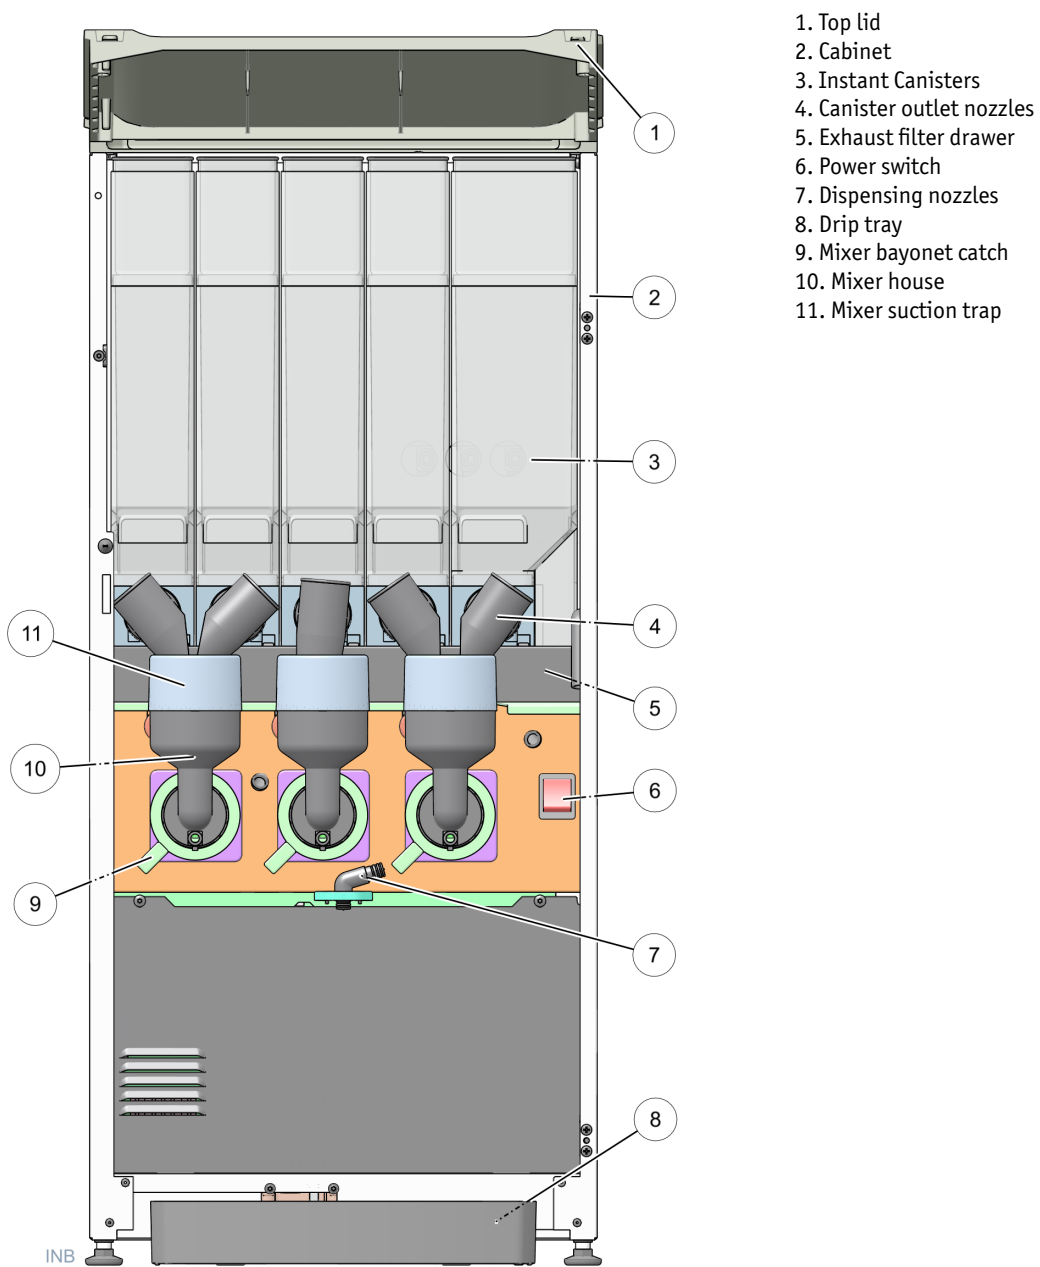 1. Top lid
2. Cabinet
3. Instant Canisters
4. Canister outlet nozzles
5. Exhaust filter drawer
6. Power switch
7. Dispensing nozzles
8. Drip tray
9. Mixer bayonet catch
10. Mixer house
11. Mixer suction trap
1
2
3
4
11
5
10
6
9
7
8
INB